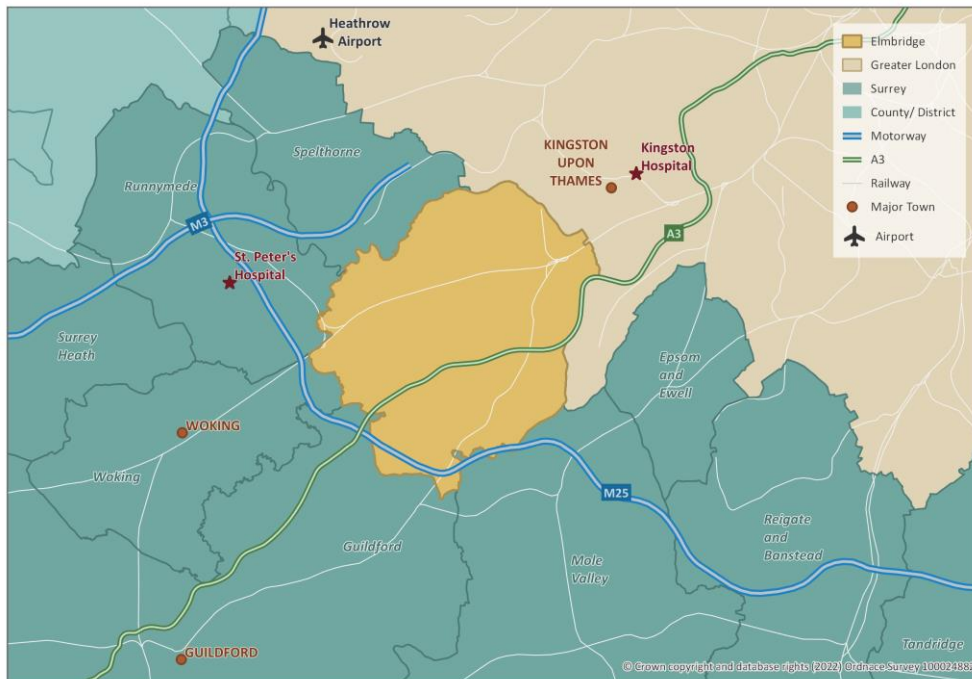 Heathrow
Airport
Elmbridge
Greater London
Surrey
County/ District
Motorway
A3
Railway
Major Town
Airport
Spelthorne
Runnymede
KINGSTON
UPON
THAMES
Kingston
Hospital
M3
A3
St. Peter's
Hospital
Surrey
Heath
Epsom
and
Ewell
WOKING
Woking
M25
Guildford
Mole
Valley
Reigate
and
Banstead
GUILDFORD
Tandridge
© Crown copyright and database rights (2022) Ordnace Survey 100024882